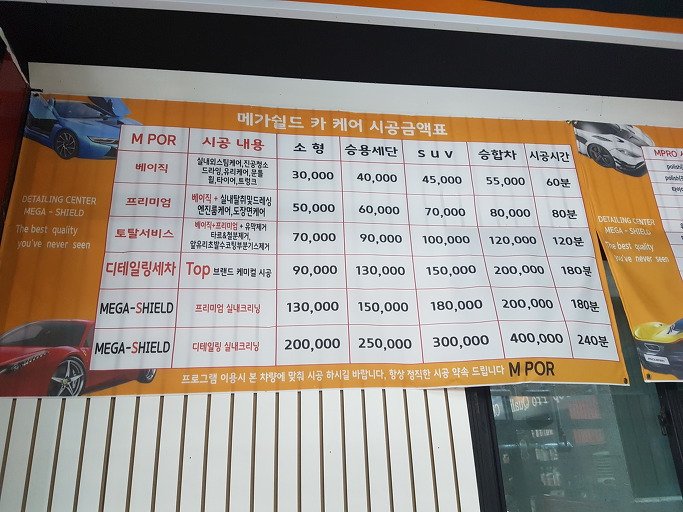 메가쉴드 카 케어 시공금액표
M POR 시공 내용 소 형 승용세단 s u v 승합차 시공시간
베이직 실내외스팀케어,진공청소 드라잉,유리케어,문틀 휠,타이어,트렁크 30,000 40,000 45,000 55,000 60분
프리미엄 베이직 + 실내탈취및드레싱 엔진룸케어,도장면케어 50,000 60,000 70,000 80,000 80분
토탈서비스 베이직+프리미엄 + 유막제거 타르&철분제거, 앞유리초발수코팅부분기스제거 70,000 90,000 100,000 120,000 120분
디테일링세차 Top 브랜드 케미컬 시공 90,000 130,000 150,000 200,000 180분
MEGA-SHIELD 프리미엄 실내크리닝 130,000 150,000 180,000 200,000 180분
MEGA-SHIELD 디테일링 실내크리닝 200,000 250,000 300,000 400,000 240분
프로그램 이용시 본 차량에 맞춰 시공 하시길 바랍니다. 항상 정직한 시공 약속 드립니다 M POR
DETAILING CENTER
MEGA - SHIELD
The best quality
you've never seen
DETAILING CENTER
MEGA - SHIELD
The best quality
you've never seen
MPRO
polish(
polish(